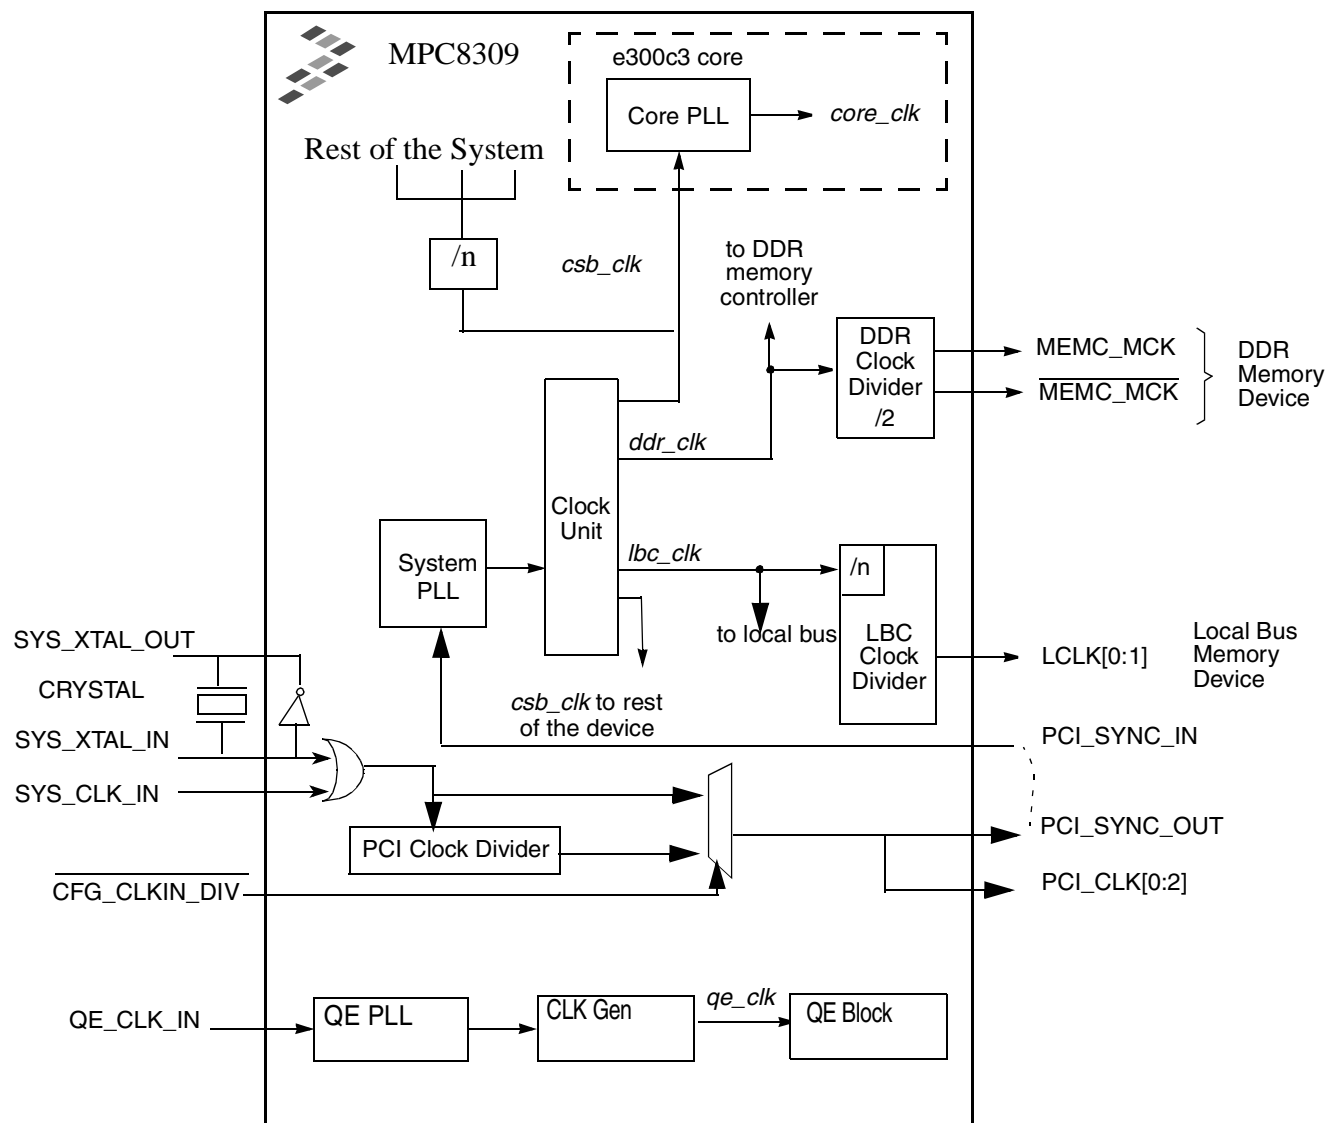 MPC8309
e300c3 core
Core PLL
core_clk
Rest of the System
/n
csb_clk
to DDR
memory
controller
DDR
Clock
Divider
/2
MEMC_MCK
MEMC_MCK
DDR
Memory
Device
ddr_clk
Clock
Unit
System
PLL
lbc_clk
/n
LBC
Clock
Divider
to local bus
LCLK[0:1]
Local Bus
Memory
Device
csb_clk to rest
of the device
SYS_XTAL_OUT
CRYSTAL
SYS_XTAL_IN
SYS_CLK_IN
PCI_SYNC_IN
PCI Clock Divider
PCI_SYNC_OUT
CFG_CLKIN_DIV
PCI_CLK[0:2]
QE_CLK_IN
QE PLL
CLK Gen
qe_clk
QE Block